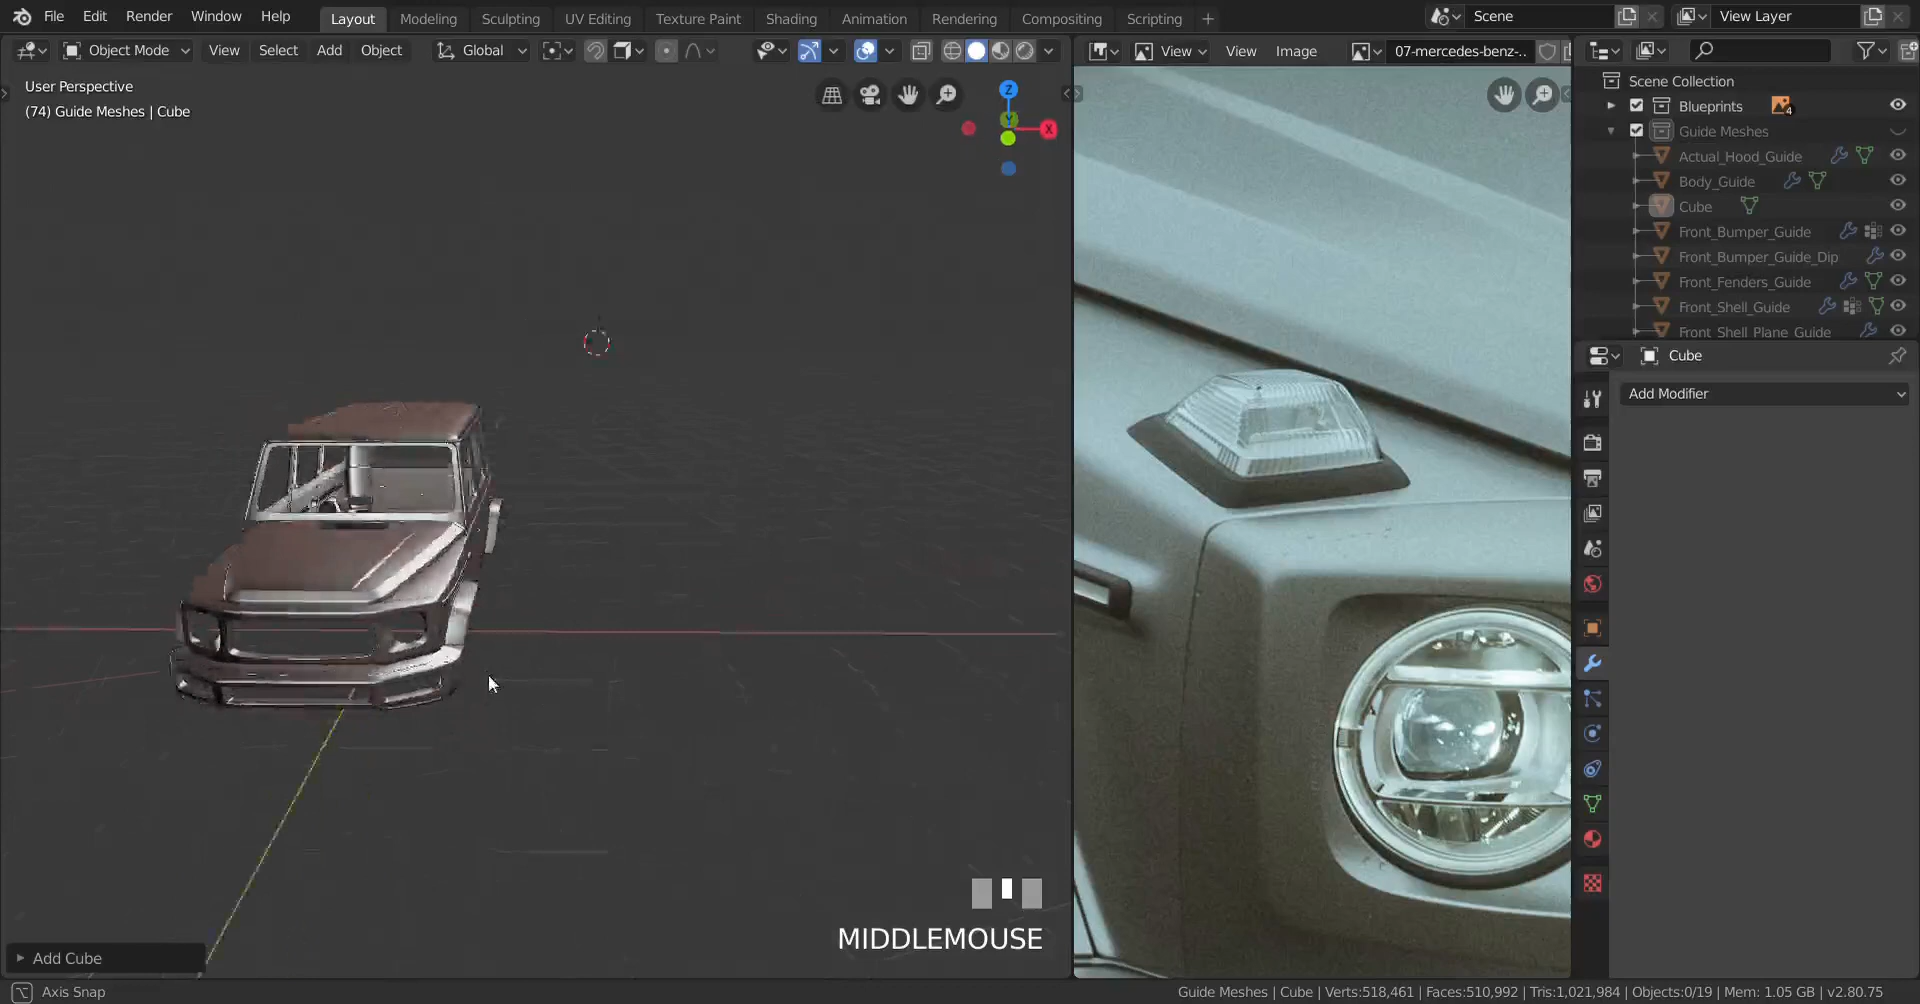 File Edit Render Window Help Layout Modeling Sculpting UV Editing Texture Paint Shading Animation Rendering Compositing Scripting + Scene View Layer
Object Mode View Select Add Object Global View View Image 07-mercedes-benz-..
User Perspective
(74) Guide Meshes | Cube
Z
Y
X
Scene Collection
Blueprints 4
Guide Meshes
Actual_Hood_Guide
Body_Guide
Cube
Front_Bumper_Guide
Front_Bumper_Guide_Dip
Front_Fenders_Guide
Front_Shell_Guide
Front_Shell_Plane_Guide
Cube
Add Modifier
MIDDLEMOUSE
Add Cube
Axis Snap
Guide Meshes | Cube | Verts:518,461 | Faces:510,992 | Tris:1,021,984 | Objects:0/19 | Mem: 1.05 GB | v2.80.75